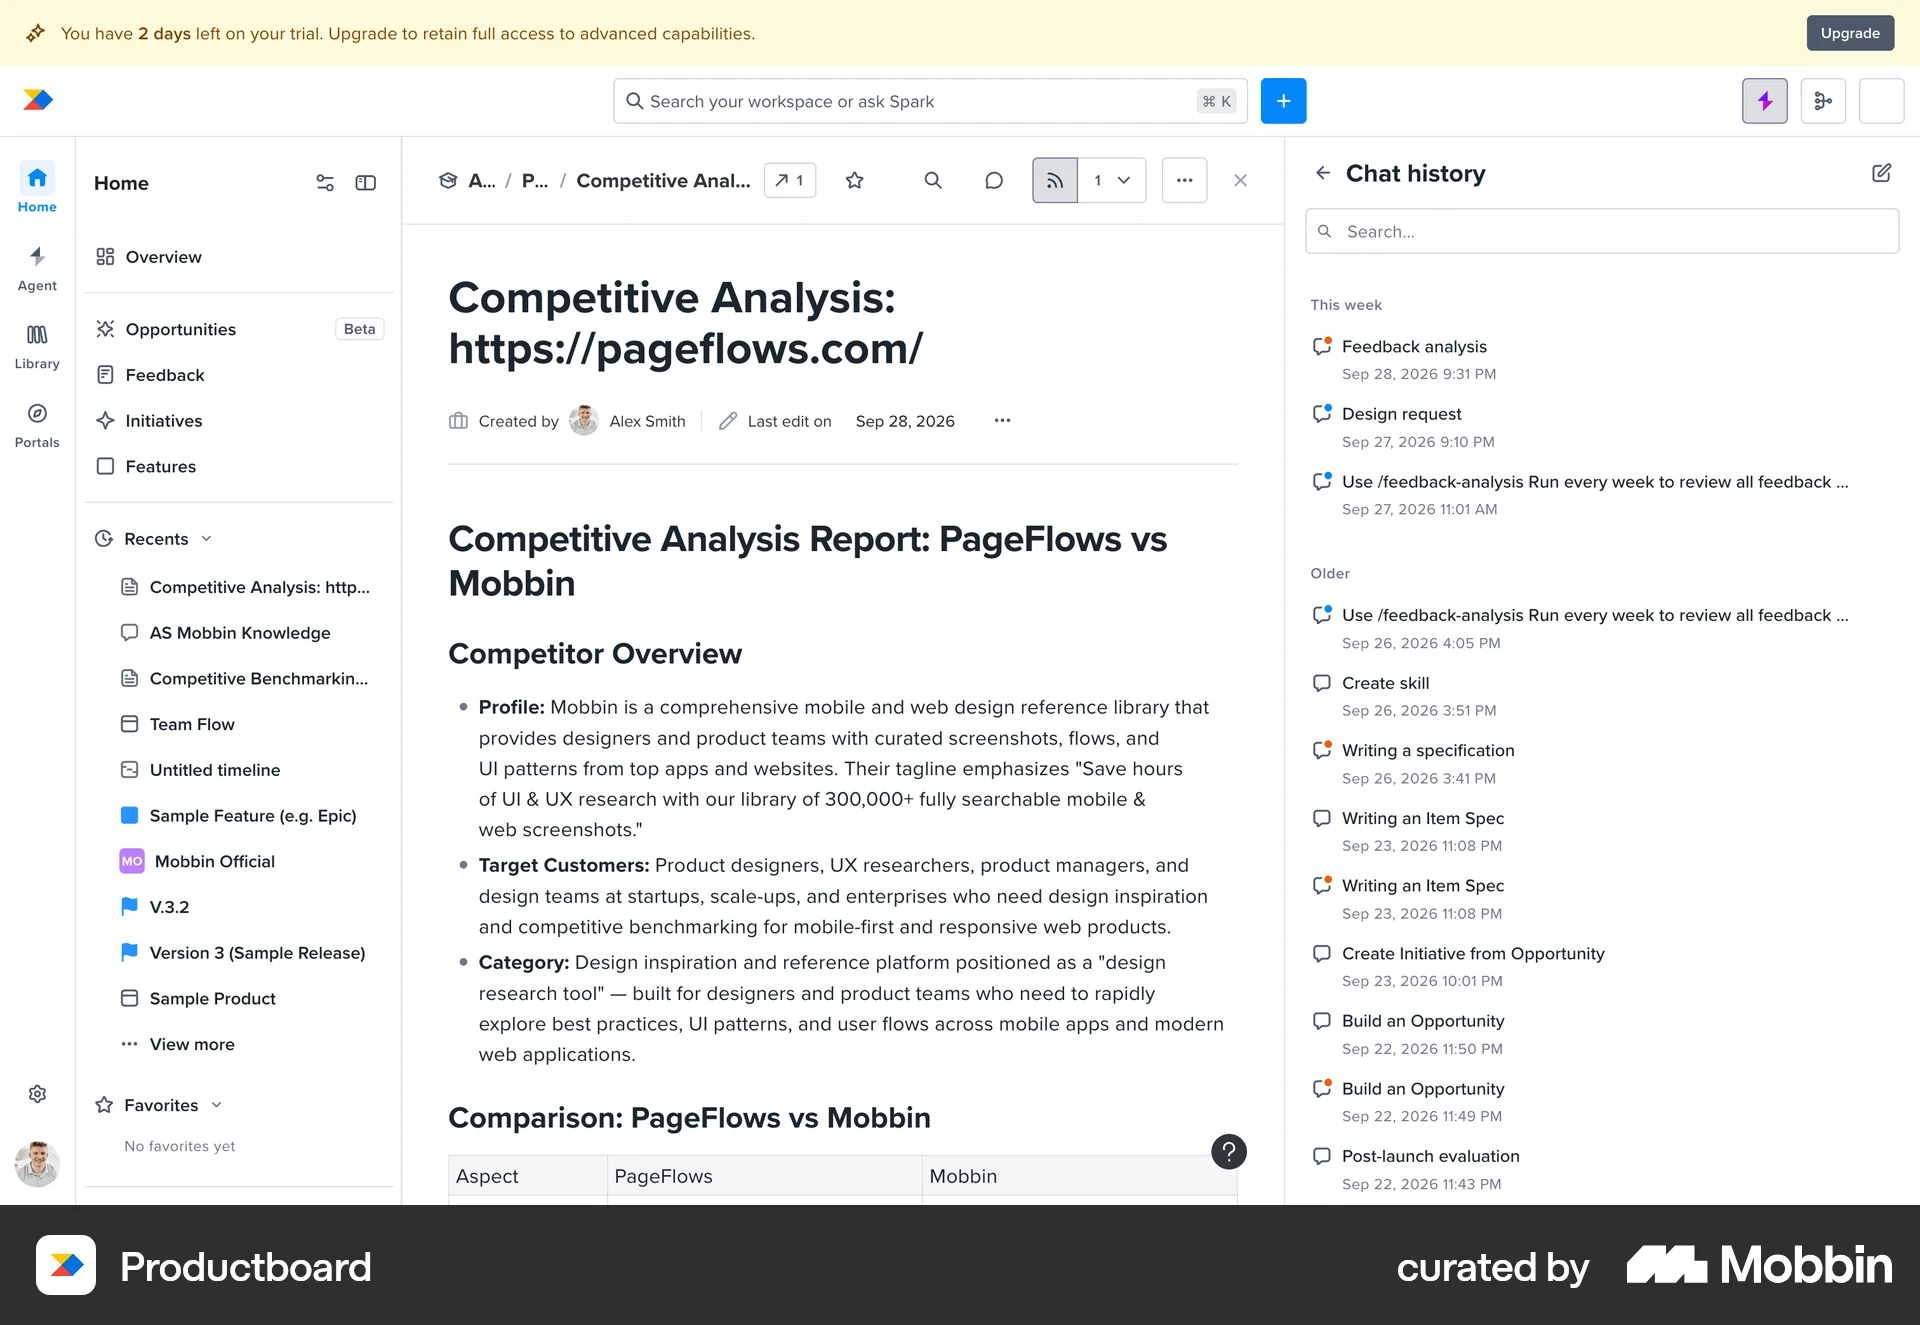 You have 2 days left on your trial. Upgrade to retain full access to advanced capabilities.
Upgrade
Search your workspace or ask Spark
⌘ K
Home
Agent
Library
Portals
Home
Overview
Opportunities
Beta
Feedback
Initiatives
Features
Recents
Competitive Analysis: http...
AS Mobbin Knowledge
Competitive Benchmarkin...
Team Flow
Untitled timeline
Sample Feature (e.g. Epic)
MO Mobbin Official
V.3.2
Version 3 (Sample Release)
Sample Product
View more
Favorites
No favorites yet
A... / P... / Competitive Anal...
1
1
Competitive Analysis:
https://pageflows.com/
Created by Alex Smith
Last edit on Sep 28, 2026
Competitive Analysis Report: PageFlows vs
Mobbin
Competitor Overview
Profile: Mobbin is a comprehensive mobile and web design reference library that
provides designers and product teams with curated screenshots, flows, and
UI patterns from top apps and websites. Their tagline emphasizes "Save hours
of UI & UX research with our library of 300,000+ fully searchable mobile &
web screenshots."
Target Customers: Product designers, UX researchers, product managers, and
design teams at startups, scale-ups, and enterprises who need design inspiration
and competitive benchmarking for mobile-first and responsive web products.
Category: Design inspiration and reference platform positioned as a "design
research tool" — built for designers and product teams who need to rapidly
explore best practices, UI patterns, and user flows across mobile apps and modern
web applications.
Comparison: PageFlows vs Mobbin
Aspect PageFlows Mobbin
?
Chat history
Search...
This week
Feedback analysis
Sep 28, 2026 9:31 PM
Design request
Sep 27, 2026 9:10 PM
Use /feedback-analysis Run every week to review all feedback ...
Sep 27, 2026 11:01 AM
Older
Use /feedback-analysis Run every week to review all feedback ...
Sep 26, 2026 4:05 PM
Create skill
Sep 26, 2026 3:51 PM
Writing a specification
Sep 26, 2026 3:41 PM
Writing an Item Spec
Sep 23, 2026 11:08 PM
Writing an Item Spec
Sep 23, 2026 11:08 PM
Create Initiative from Opportunity
Sep 23, 2026 10:01 PM
Build an Opportunity
Sep 22, 2026 11:50 PM
Build an Opportunity
Sep 22, 2026 11:49 PM
Post-launch evaluation
Sep 22, 2026 11:43 PM
Productboard
curated by Mobbin